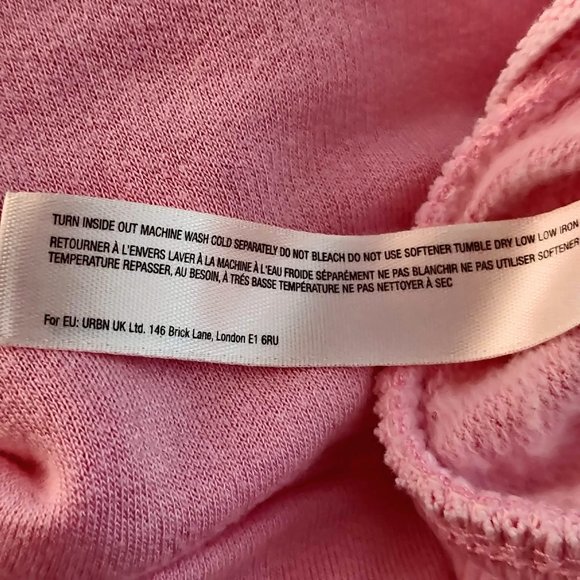 TURN INSIDE OUT MACHINE WASH COLD SEPARATELY DO NOT BLEACH DO NOT USE SOFTENER TUMBLE DRY LOW LOW IRON
RETOURNER À L'ENVERS LAVER À LA MACHINE À L'EAU FROIDE SÉPARÉMENT NE PAS BLANCHIR NE PAS UTILISER SOFTENER
TEMPÉRATURE REPASSER, AU BESOIN, À TRÉS BASSE TEMPÉRATURE NE PAS NETTOYER À SEC
For EU: URBN UK Ltd. 146 Brick Lane, London E1 6RU